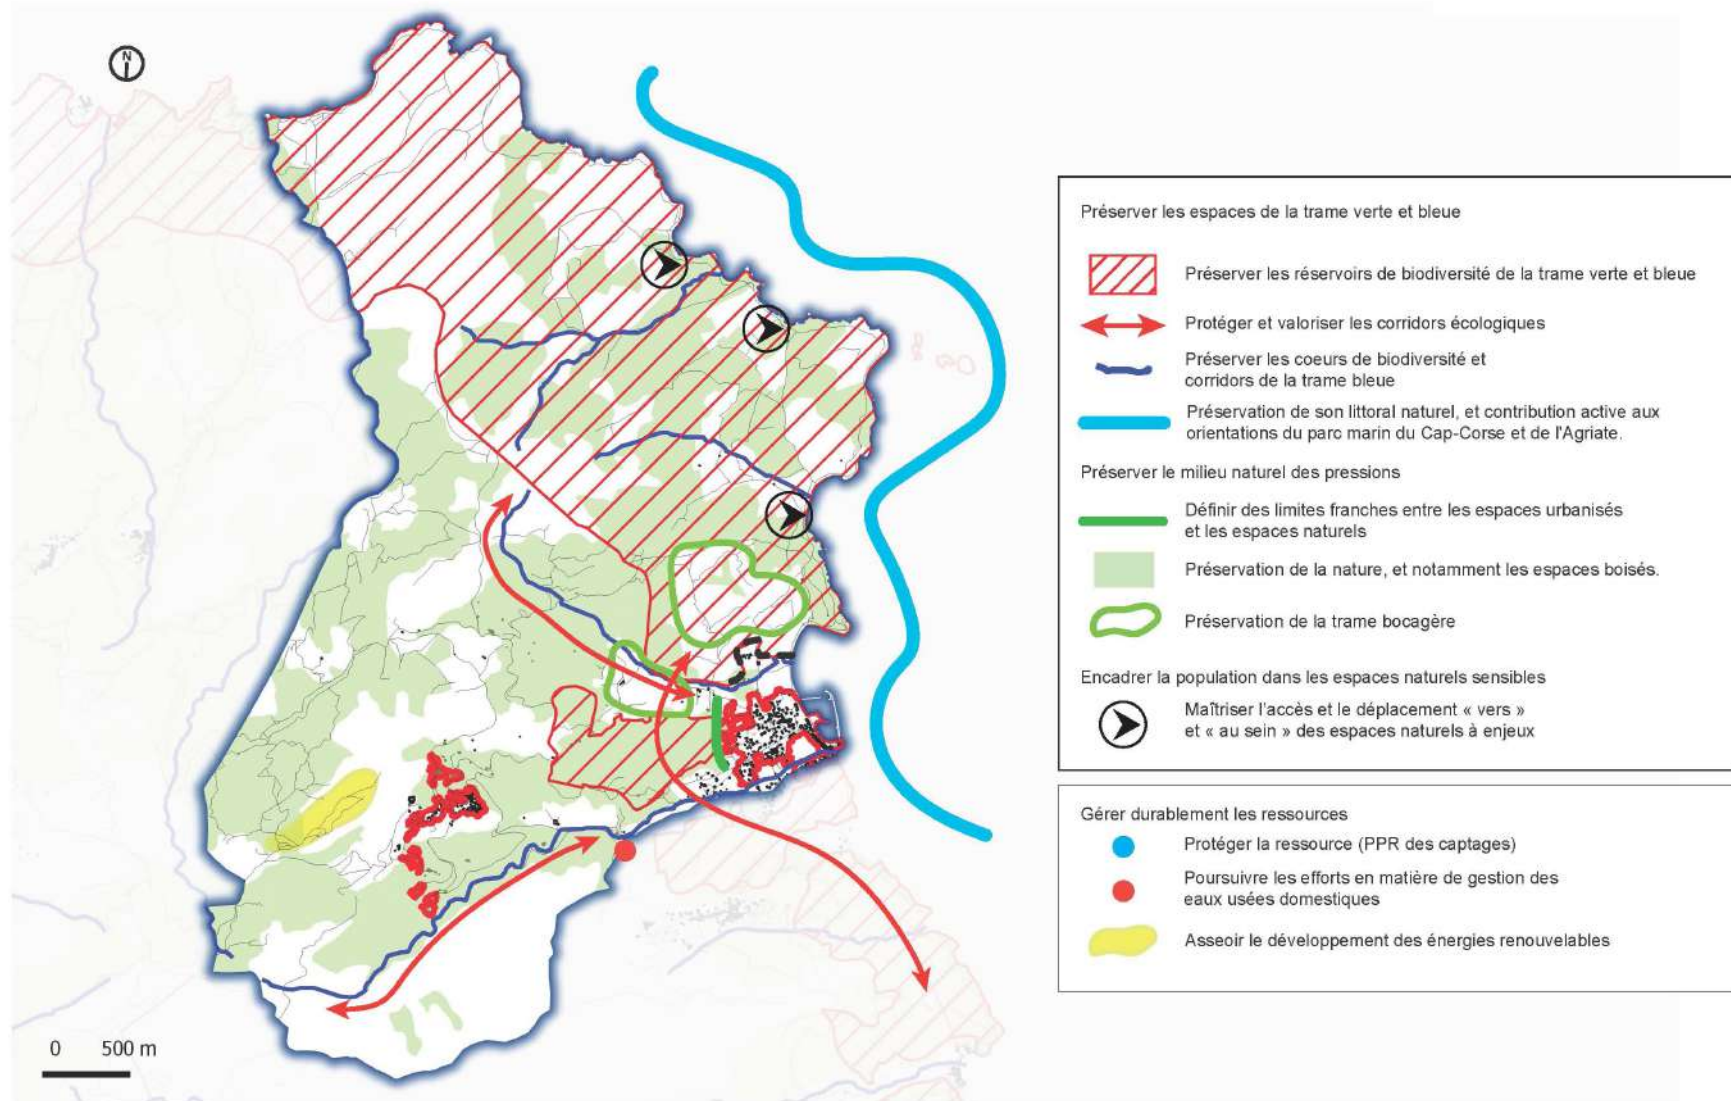 N
Préserver les espaces de la trame verte et bleue
Préserver les réservoirs de biodiversité de la trame verte et bleue
Protéger et valoriser les corridors écologiques
Préserver les coeurs de biodiversité et
corridors de la trame bleue
Préservation de son littoral naturel, et contribution active aux
orientations du parc marin du Cap-Corse et de l'Agriate.
Préserver le milieu naturel des pressions
Définir des limites franches entre les espaces urbanisés
et les espaces naturels
Préservation de la nature, et notamment les espaces boisés.
Préservation de la trame bocagère
Encadrer la population dans les espaces naturels sensibles
Maîtriser l'accès et le déplacement « vers »
et « au sein » des espaces naturels à enjeux
Gérer durablement les ressources
Protéger la ressource (PPR des captages)
Poursuivre les efforts en matière de gestion des
eaux usées domestiques
Asseoir le développement des énergies renouvelables
0 500 m